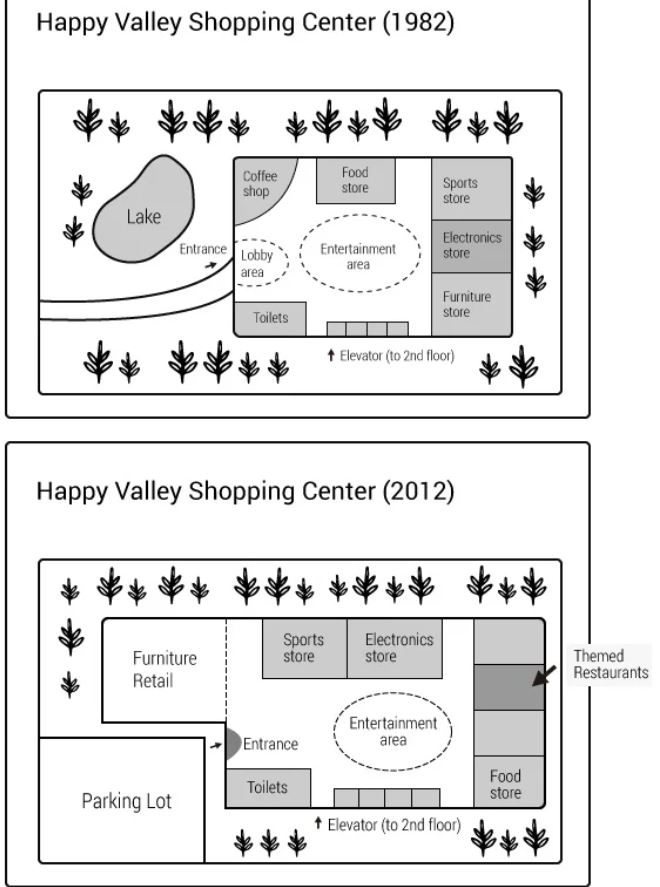 Happy Valley Shopping Center (1982)
Coffee
shop
Food
store
Sports
store
Lake
Entrance
Lobby
area
Entertainment
area
Electronics
store
Furniture
store
Toilets
Elevator (to 2nd floor)
Happy Valley Shopping Center (2012)
Furniture
Retail
Sports
store
Electronics
store
Themed
Restaurants
Entertainment
area
Entrance
Toilets
Food
store
Parking Lot
Elevator (to 2nd floor)